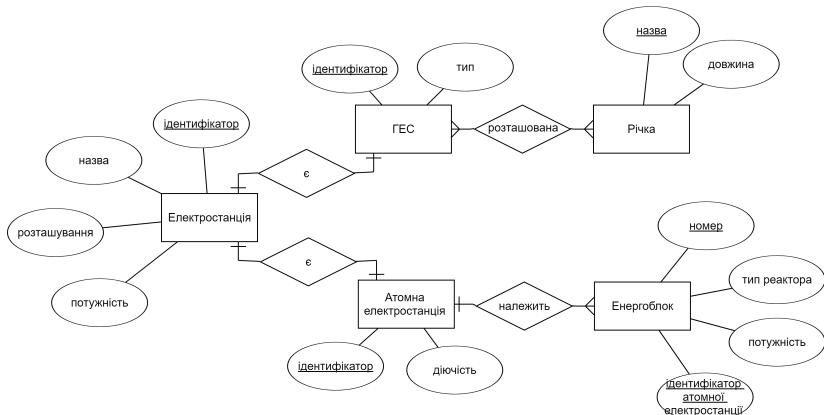 назва
ідентифікатор
тип
довжина
ГЕС
розташована
Річка
ідентифікатор
назва
є
Електростанція
розташування
номер
є
потужність
тип реактора
Атомна
електростанція
належить
Енергоблок
потужність
ідентифікатор
діючість
ідентифікатор
атомної
електростанції